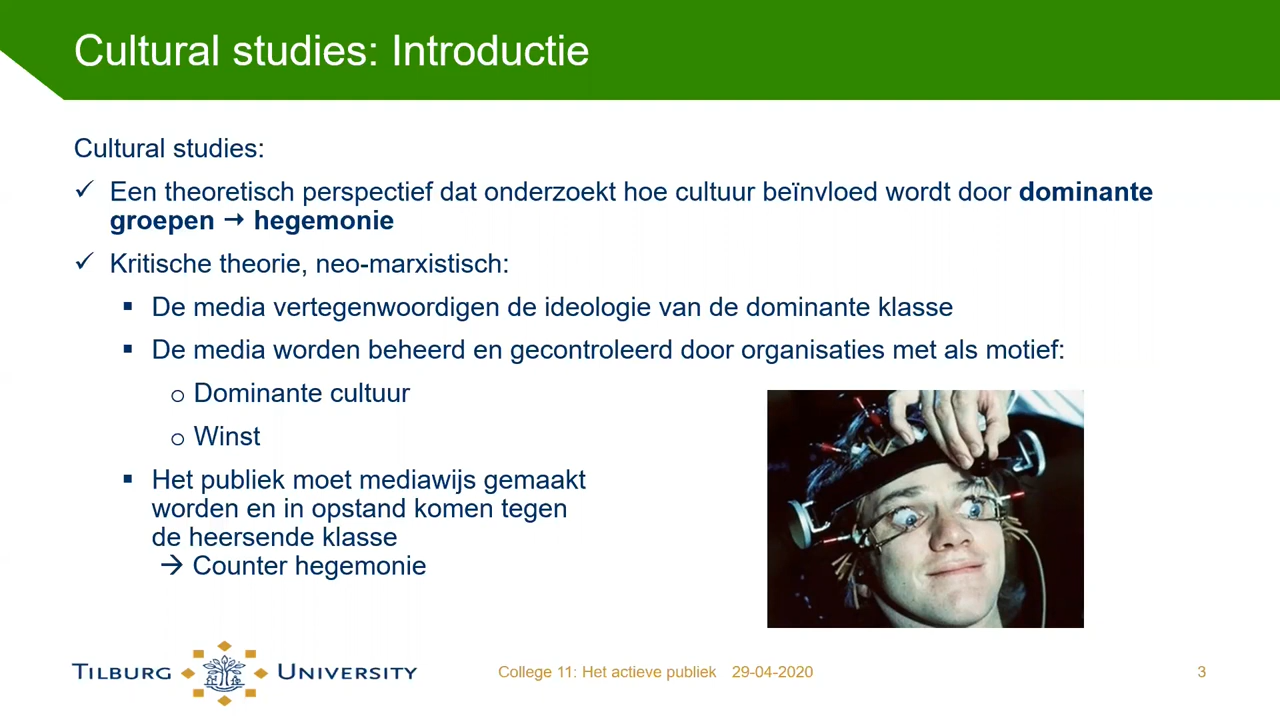 Cultural studies: Introductie
Cultural studies:
✓ Een theoretisch perspectief dat onderzoekt hoe cultuur beïnvloed wordt door dominante
groepen → hegemonie
✓ Kritische theorie, neo-marxistisch:
▪ De media vertegenwoordigen de ideologie van de dominante klasse
▪ De media worden beheerd en gecontroleerd door organisaties met als motief:
o Dominante cultuur
o Winst
▪ Het publiek moet mediawijs gemaakt
worden en in opstand komen tegen
de heersende klasse
→ Counter hegemonie
TILBURG UNIVERSITY
College 11: Het actieve publiek 29-04-2020
3